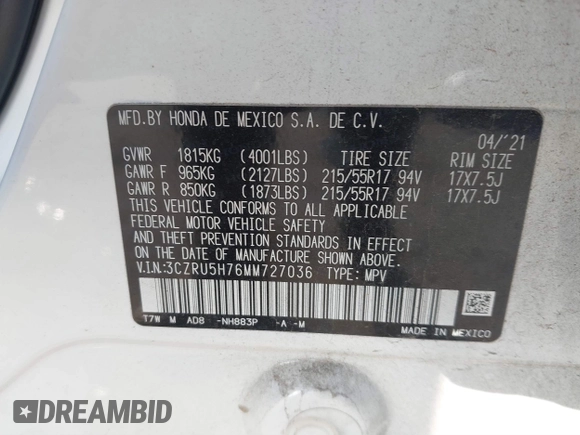 MFD.BY HONDA DE MEXICO S.A. DE C.V.
04/'21
GVWR 1815KG (4001LBS) TIRE SIZE RIM SIZE
GAWR F 965KG (2127LBS) 215/55R17 94V 17X7.5J
GAWR R 850KG (1873LBS) 215/55R17 94V 17X7.5J
THIS VEHICLE CONFORMS TO ALL APPLICABLE
FEDERAL MOTOR VEHICLE SAFETY
AND THEFT PREVENTION STANDARDS IN EFFECT
ON THE DATE OF MANUFACTURE SHOWN ABOVE.
V.I.N.:3CZRU5H76MM727036 TYPE: MPV
T7W M AD8 -NH883P -A -M
MADE IN MEXICO
DREAMBID